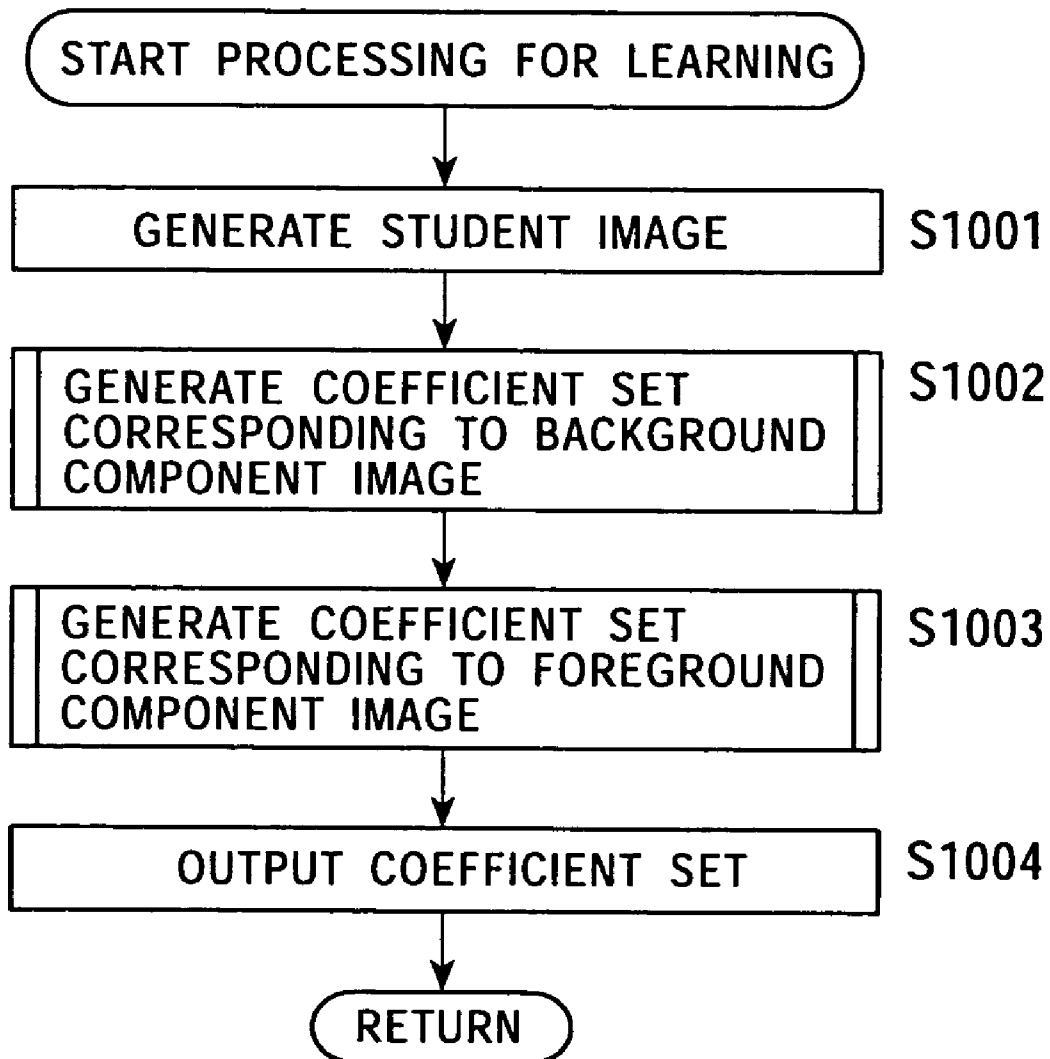 START PROCESSING FOR LEARNING
GENERATE STUDENT IMAGE
S1001
GENERATE COEFFICIENT SET
CORRESPONDING TO BACKGROUND
COMPONENT IMAGE
S1002
GENERATE COEFFICIENT SET
CORRESPONDING TO FOREGROUND
COMPONENT IMAGE
S1003
OUTPUT COEFFICIENT SET
S1004
RETURN